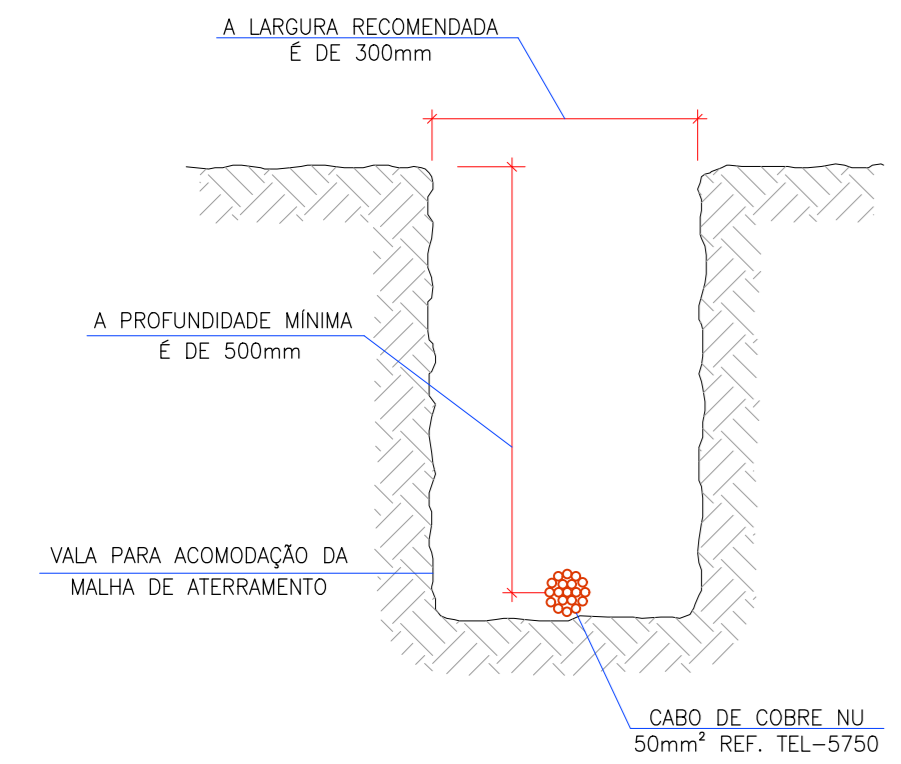 A LARGURA RECOMENDADA
É DE 300mm
A PROFUNDIDADE MÍNIMA
É DE 500mm
VALA PARA ACOMODAÇÃO DA
MALHA DE ATERRAMENTO
CABO DE COBRE NU
50mm² REF. TEL-5750